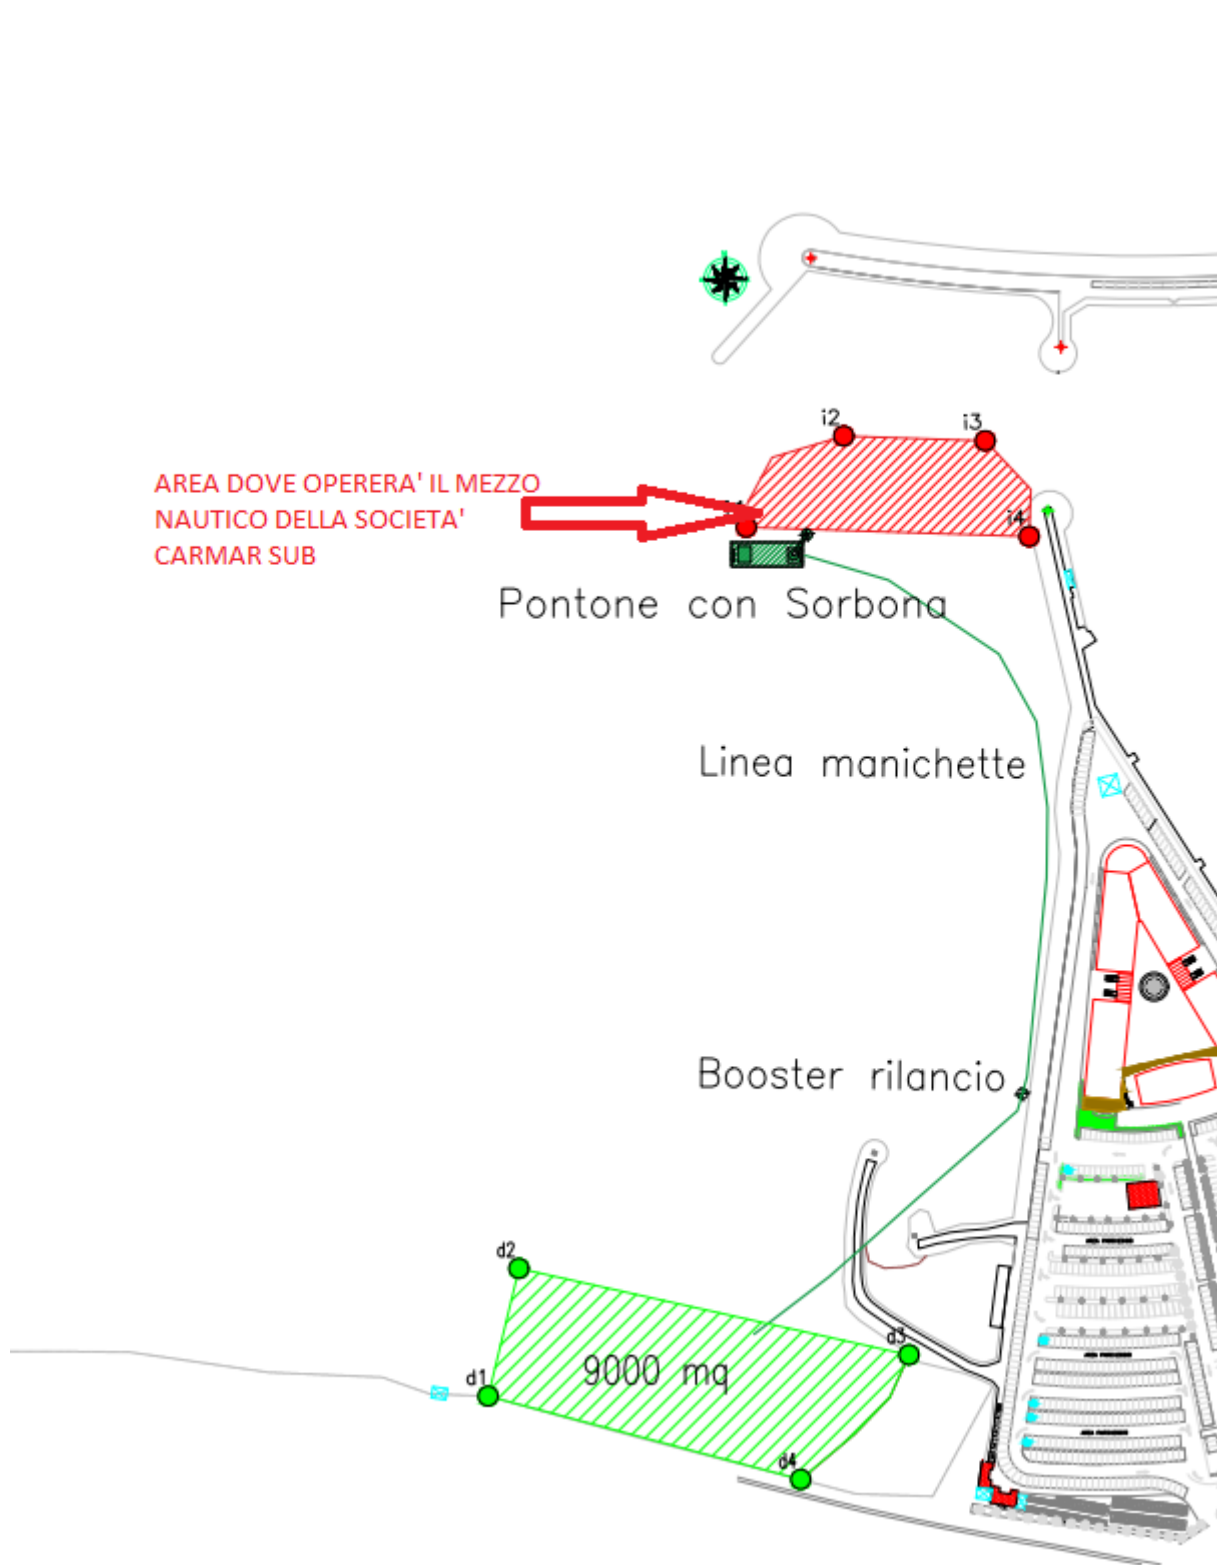 i2
i3
AREA DOVE OPERERA' IL MEZZO
NAUTICO DELLA SOCIETA'
CARMAR SUB
i4
Pontone con Sorbona
Linea manichette
Booster rilancio
d2
d3
9000 mq
d1
d4